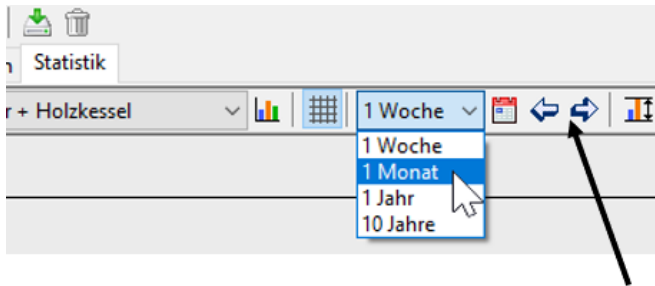 Statistik
r + Holzkessel
1 Woche
1 Woche
1 Monat
1 Jahr
10 Jahre